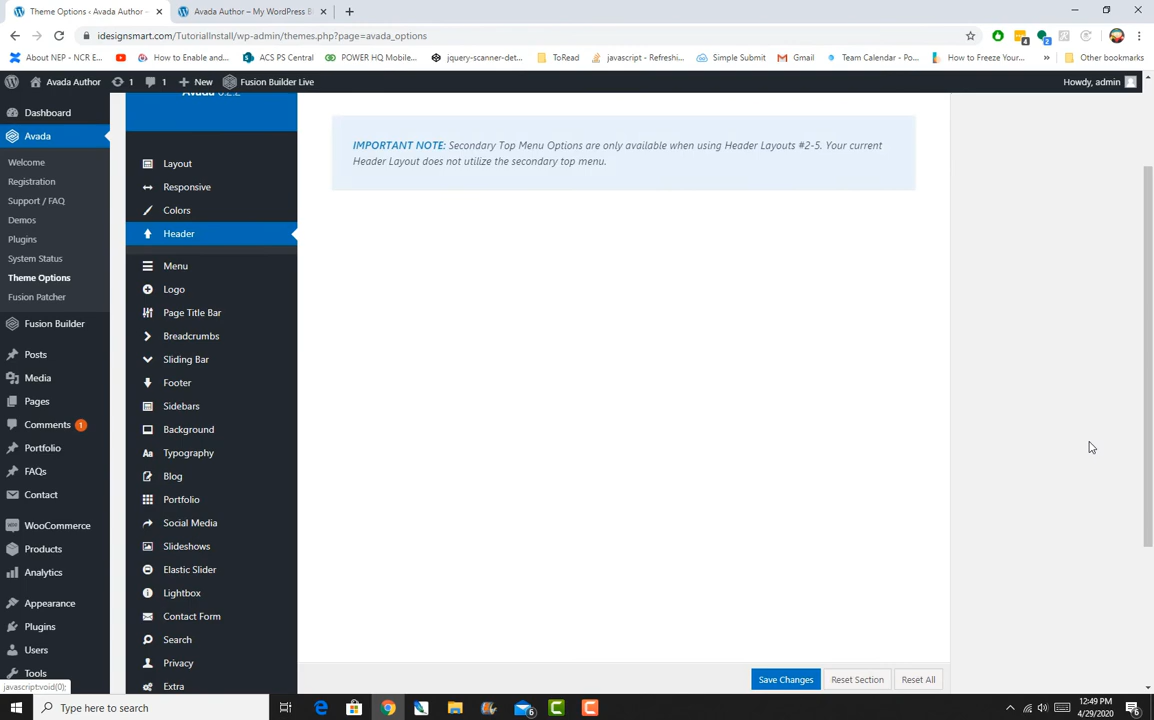 Theme Options ‹ Avada Author –
Avada Author – My WordPress B
idesignsmart.com/TutorialInstall/wp-admin/themes.php?page=avada_options
About NEP - NCR E...
How to Enable and...
ACS PS Central
POWER HQ Mobile...
jquery-scanner-det...
ToRead
javascript - Refreshi...
Simple Submit
Gmail
Team Calendar - Po...
How to Freeze Your...
»
Other bookmarks
Avada Author
1
1
New
Fusion Builder Live
Howdy, admin
Dashboard
Avada
Welcome
Registration
Support / FAQ
Demos
Plugins
System Status
Theme Options
Fusion Patcher
Fusion Builder
Posts
Media
Pages
Comments 1
Portfolio
FAQs
Contact
WooCommerce
Products
Analytics
Appearance
Plugins
Users
Tools
javascript:void(0);
Layout
Responsive
Colors
Header
Menu
Logo
Page Title Bar
Breadcrumbs
Sliding Bar
Footer
Sidebars
Background
Typography
Blog
Portfolio
Social Media
Slideshows
Elastic Slider
Lightbox
Contact Form
Search
Privacy
Extra
IMPORTANT NOTE: Secondary Top Menu Options are only available when using Header Layouts #2-5. Your current
Header Layout does not utilize the secondary top menu.
Save Changes
Reset Section
Reset All
Type here to search
12:49 PM
4/29/2020